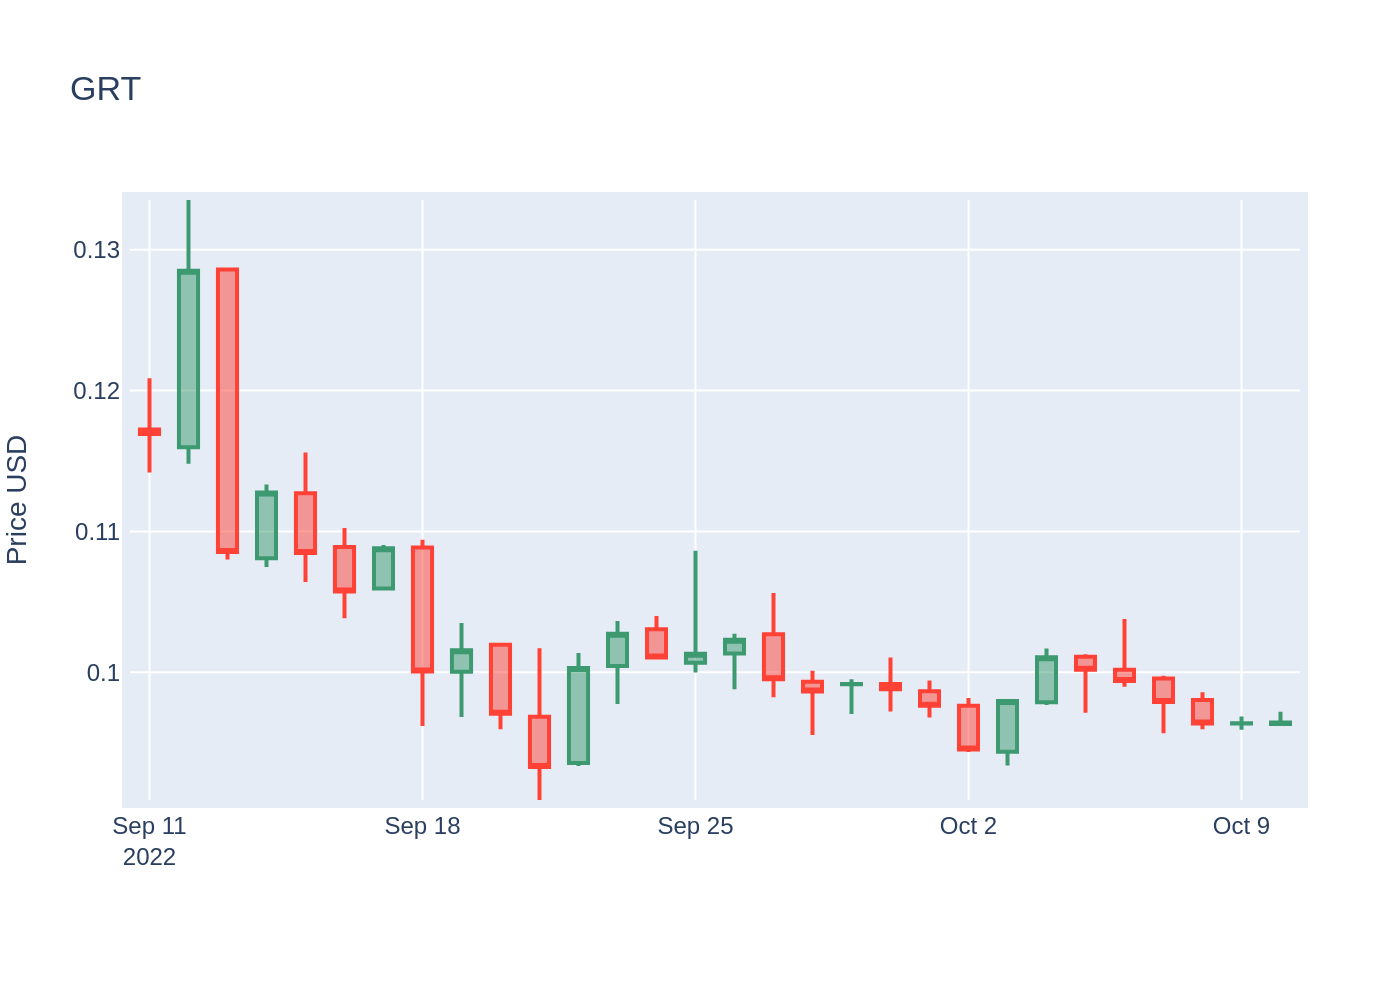 GRT
Price USD
0.13
0.12
0.11
0.1
Sep 11
2022
Sep 18
Sep 25
Oct 2
Oct 9